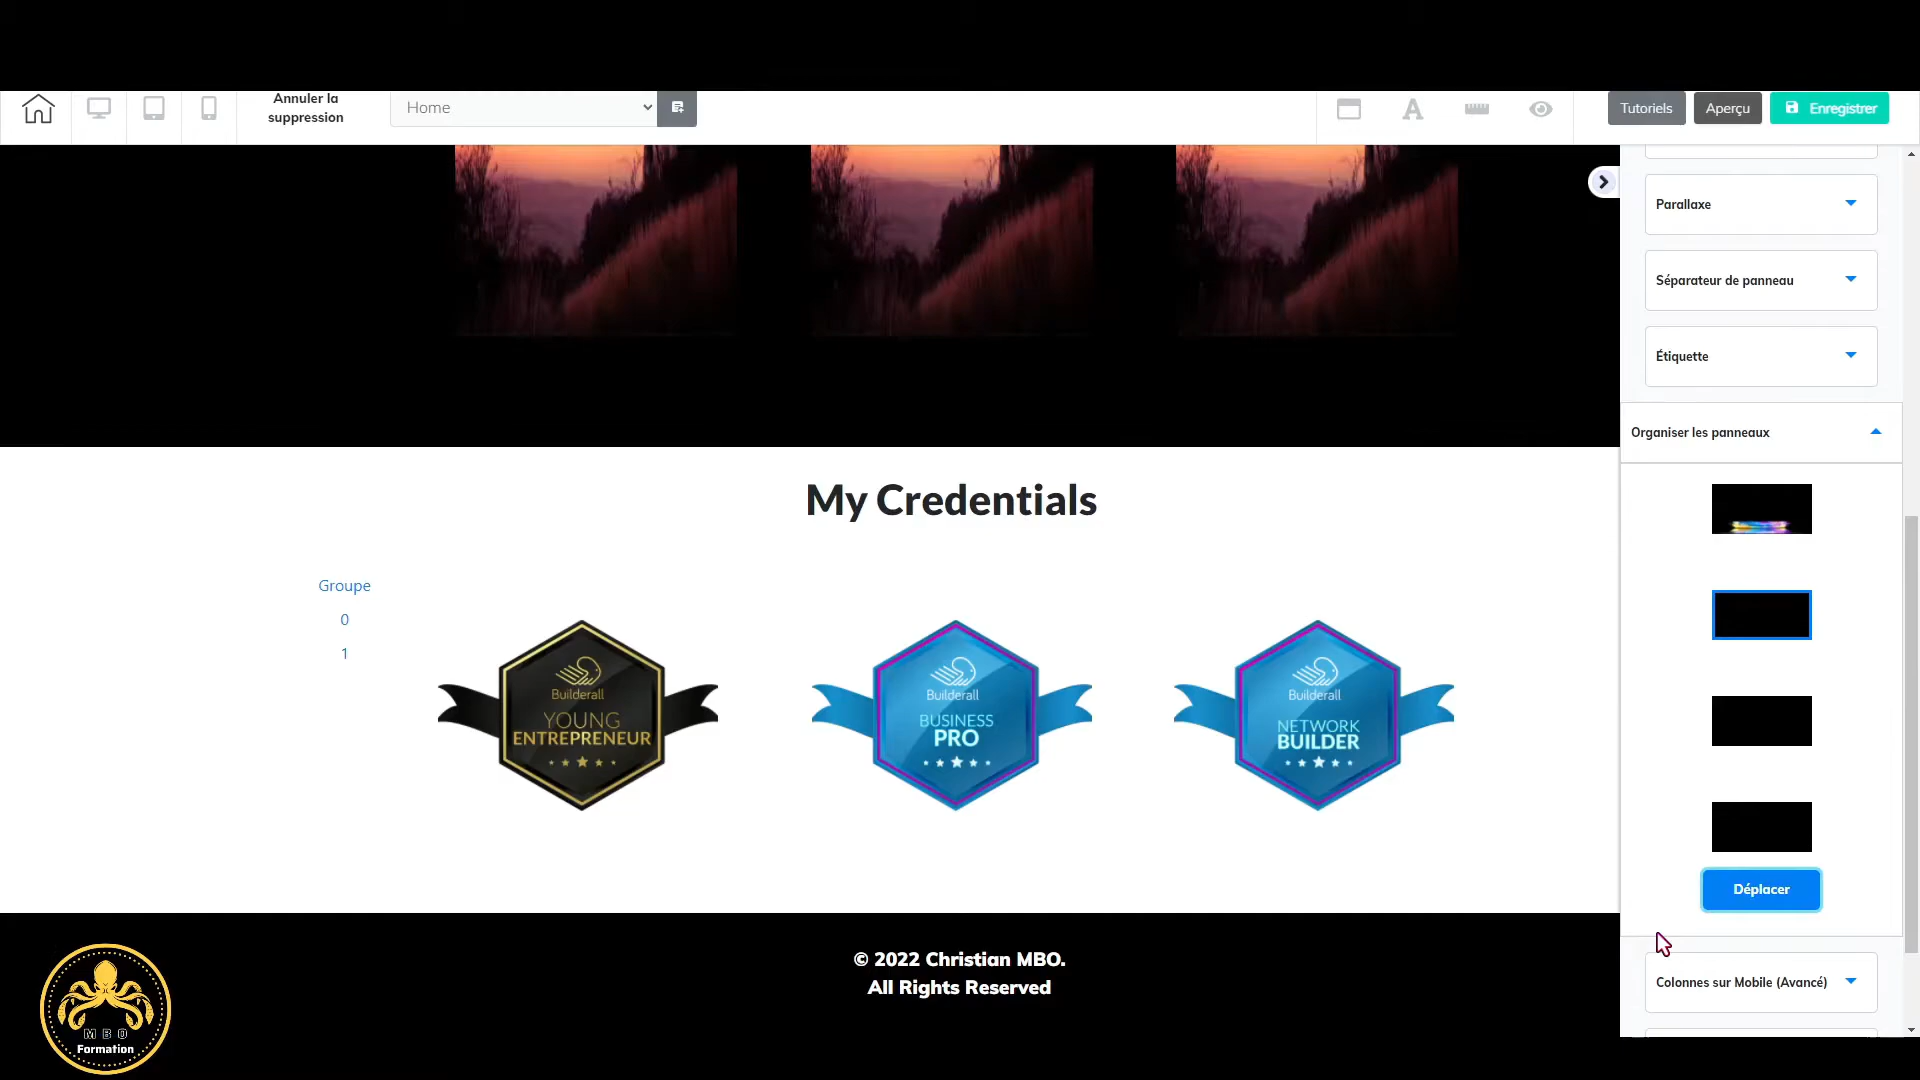 Annuler la
suppression
Home
Tutoriels
Aperçu
Enregistrer
Parallaxe
Séparateur de panneau
Étiquette
Organiser les panneaux
My Credentials
Groupe
0
1
Builderall
YOUNG
ENTREPRENEUR
Builderall
BUSINESS
PRO
Builderall
NETWORK
BUILDER
Déplacer
© 2022 Christian MBO.
All Rights Reserved
Colonnes sur Mobile (Avancé)
MBO
Formation